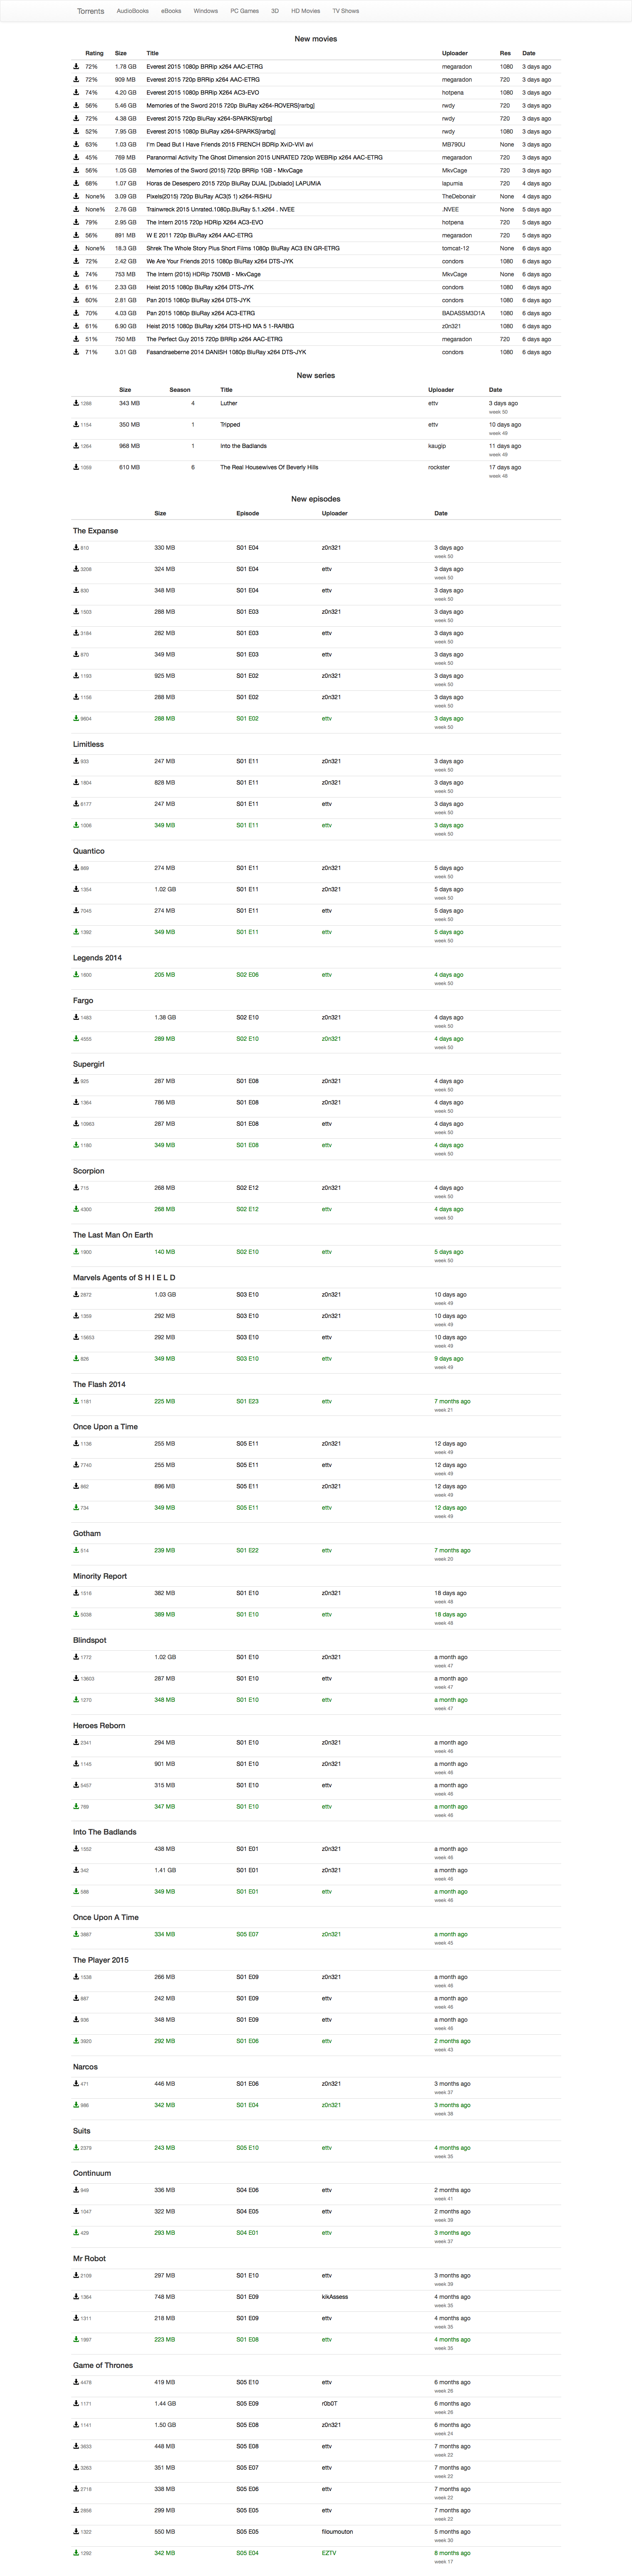 Torrents AudioBooks eBooks Windows PC Games 3D HD Movies TV Shows
New movies
Rating Size Title Uploader Res Date
72% 1.78 GB Everest 2015 1080p BRRip x264 AAC-ETRG megaradon 1080 3 days ago
72% 909 MB Everest 2015 720p BRRip x264 AAC-ETRG megaradon 720 3 days ago
74% 4.20 GB Everest 2015 1080p BRRip X264 AC3-EVO hotpena 1080 3 days ago
56% 5.46 GB Memories of the Sword 2015 720p BluRay x264-ROVERS[rarbg] rwdy 720 3 days ago
72% 4.38 GB Everest 2015 720p BluRay x264-SPARKS[rarbg] rwdy 720 3 days ago
52% 7.95 GB Everest 2015 1080p BluRay x264-SPARKS[rarbg] rwdy 1080 3 days ago
63% 1.03 GB I'm Dead But I Have Friends 2015 FRENCH BDRip XviD-ViVi avi MB790U None 3 days ago
45% 769 MB Paranormal Activity The Ghost Dimension 2015 UNRATED 720p WEBRip x264 AAC-ETRG megaradon 720 3 days ago
56% 1.05 GB Memories of the Sword (2015) 720p BRRip 1GB - MkvCage MkvCage 720 3 days ago
68% 1.07 GB Horas de Desespero 2015 720p BluRay DUAL [Dublado] LAPUMiA lapumia 720 4 days ago
None% 3.09 GB Pixels(2015) 720p BluRay AC3(5 1) x264-RiSHU TheDebonair None 4 days ago
None% 2.76 GB Trainwreck 2015 Unrated.1080p.BluRay 5.1.x264 . NVEE .NVEE None 5 days ago
79% 2.95 GB The Intern 2015 720p HDRip X264 AC3-EVO hotpena 720 5 days ago
56% 891 MB W E 2011 720p BluRay x264 AAC-ETRG megaradon 720 5 days ago
None% 18.3 GB Shrek The Whole Story Plus Short Films 1080p BluRay AC3 EN GR-ETRG tomcat-12 None 6 days ago
72% 2.42 GB We Are Your Friends 2015 1080p BluRay x264 DTS-JYK condors 1080 6 days ago
74% 753 MB The Intern (2015) HDRip 750MB - MkvCage MkvCage None 6 days ago
61% 2.33 GB Heist 2015 1080p BluRay x264 DTS-JYK condors 1080 6 days ago
60% 2.81 GB Pan 2015 1080p BluRay x264 DTS-JYK condors 1080 6 days ago
70% 4.03 GB Pan 2015 1080p BluRay x264 AC3-ETRG BADASSM3D1A 1080 6 days ago
61% 6.90 GB Heist 2015 1080p BluRay x264 DTS-HD MA 5 1-RARBG z0n321 1080 6 days ago
51% 750 MB The Perfect Guy 2015 720p BRRip x264 AAC-ETRG megaradon 720 6 days ago
71% 3.01 GB Fasandraeberne 2014 DANISH 1080p BluRay x264 DTS-JYK condors 1080 6 days ago
New series
Size Season Title Uploader Date
343 MB 4 Luther ettv 3 days ago
week 50
1154 350 MB 1 Tripped ettv 10 days ago
week 49
1264 968 MB 1 Into the Badlands kaugip 11 days ago
week 49
1059 610 MB 6 The Real Housewives Of Beverly Hills rockster 17 days ago
week 48
New episodes
Size Episode Uploader Date
The Expanse
810 330 MB S01 E04 z0n321 3 days ago
week 50
3208 324 MB S01 E04 ettv 3 days ago
week 50
830 348 MB S01 E04 ettv 3 days ago
week 50
1503 288 MB S01 E03 z0n321 3 days ago
week 50
3184 282 MB S01 E03 ettv 3 days ago
week 50
870 349 MB S01 E03 ettv 3 days ago
week 50
1193 925 MB S01 E02 z0n321 3 days ago
week 50
1158 288 MB S01 E02 z0n321 3 days ago
week 50
9804 288 MB S01 E02 ettv 3 days ago
week 50
Limitless
933 247 MB S01 E11 z0n321 3 days ago
week 50
1804 828 MB S01 E11 z0n321 3 days ago
week 50
6177 247 MB S01 E11 ettv 3 days ago
week 50
1006 349 MB S01 E11 ettv 3 days ago
week 50
Quantico
889 274 MB S01 E11 z0n321 5 days ago
week 50
1354 1.02 GB S01 E11 z0n321 5 days ago
week 50
7045 274 MB S01 E11 ettv 5 days ago
week 50
1392 349 MB S01 E11 ettv 5 days ago
week 50
Legends 2014
1600 205 MB S02 E06 ettv 4 days ago
week 50
Fargo
1483 1.38 GB S02 E10 z0n321 4 days ago
week 50
4555 289 MB S02 E10 z0n321 4 days ago
week 50
Supergirl
925 287 MB S01 E08 z0n321 4 days ago
week 50
1364 786 MB S01 E08 z0n321 4 days ago
week 50
10983 287 MB S01 E08 ettv 4 days ago
week 50
1180 349 MB S01 E08 ettv 4 days ago
week 50
Scorpion
715 268 MB S02 E12 z0n321 4 days ago
week 50
4300 268 MB S02 E12 ettv 4 days ago
week 50
The Last Man On Earth
1900 140 MB S02 E10 ettv 5 days ago
week 50
Marvels Agents of S H I E L D
2872 1.03 GB S03 E10 z0n321 10 days ago
week 49
1359 292 MB S03 E10 z0n321 10 days ago
week 49
15653 292 MB S03 E10 ettv 10 days ago
week 49
826 349 MB S03 E10 ettv 9 days ago
week 49
The Flash 2014
1181 225 MB S01 E23 ettv 7 months ago
week 21
Once Upon a Time
1136 255 MB S05 E11 z0n321 12 days ago
week 49
7740 255 MB S05 E11 ettv 12 days ago
week 49
882 896 MB S05 E11 z0n321 12 days ago
week 49
734 349 MB S05 E11 ettv 12 days ago
week 49
Gotham
514 239 MB S01 E22 ettv 7 months ago
week 20
Minority Report
1516 382 MB S01 E10 z0n321 18 days ago
week 48
5038 389 MB S01 E10 ettv 18 days ago
week 48
Blindspot
1772 1.02 GB S01 E10 z0n321 a month ago
week 47
13603 287 MB S01 E10 ettv a month ago
week 47
1270 348 MB S01 E10 ettv a month ago
week 47
Heroes Reborn
2341 294 MB S01 E10 z0n321 a month ago
week 46
1145 901 MB S01 E10 z0n321 a month ago
week 46
5457 315 MB S01 E10 ettv a month ago
week 46
769 347 MB S01 E10 ettv a month ago
week 46
Into The Badlands
1552 438 MB S01 E01 z0n321 a month ago
week 46
342 1.41 GB S01 E01 z0n321 a month ago
week 46
588 349 MB S01 E01 ettv a month ago
week 46
Once Upon A Time
3887 334 MB S05 E07 z0n321 a month ago
week 45
The Player 2015
1538 266 MB S01 E09 z0n321 a month ago
week 46
887 242 MB S01 E09 ettv a month ago
week 46
936 348 MB S01 E09 ettv a month ago
week 46
3920 292 MB S01 E06 ettv 2 months ago
week 43
Narcos
471 446 MB S01 E06 z0n321 3 months ago
week 37
986 342 MB S01 E04 z0n321 3 months ago
week 38
Suits
2379 243 MB S05 E10 ettv 4 months ago
week 35
Continuum
949 336 MB S04 E06 ettv 2 months ago
week 41
1047 322 MB S04 E05 ettv 2 months ago
week 39
429 293 MB S04 E01 ettv 3 months ago
week 37
Mr Robot
2109 297 MB S01 E10 ettv 3 months ago
week 39
1364 748 MB S01 E09 kikAssess 4 months ago
week 35
1311 218 MB S01 E09 ettv 4 months ago
week 35
1997 223 MB S01 E08 ettv 4 months ago
week 35
Game of Thrones
4479 419 MB S05 E10 ettv 6 months ago
week 26
1171 1.44 GB S05 E09 r0b0T 6 months ago
week 26
1141 1.50 GB S05 E08 z0n321 6 months ago
week 24
3603 448 MB S05 E08 ettv 7 months ago
week 22
3263 351 MB S05 E07 ettv 7 months ago
week 22
2718 338 MB S05 E06 ettv 7 months ago
week 22
2856 299 MB S05 E05 ettv 7 months ago
week 22
1322 550 MB S05 E05 filoumouton 5 months ago
week 30
1292 342 MB S05 E04 EZTV 8 months ago
week 17